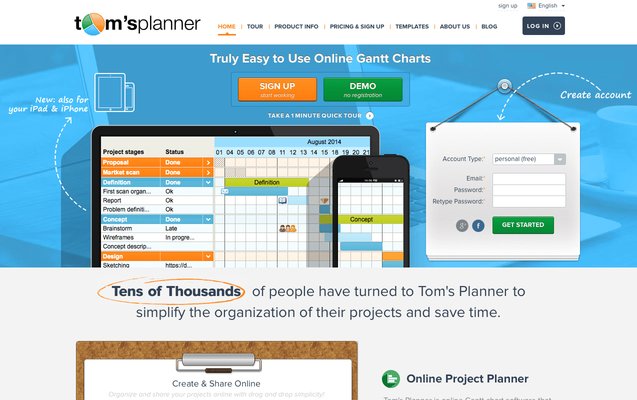 sign up English
tom'splanner
HOME TOUR PRODUCT INFO PRICING & SIGN UP TEMPLATES ABOUT US BLOG
LOG IN
Truly Easy to Use Online Gantt Charts
SIGN UP
start working
DEMO
no registration
TAKE A 1 MINUTE QUICK TOUR
New: also for
your iPad & iPhone
Create account
August 2014
Project stages Status 01 04 05 06 07 08 11 12 13 14
Proposal Done
Market scan Done
Definition Done Definition
First scan organ... Ok
Report Ok
Problem definiti... Ok
Concept Done Concept
Brainstorm Late
Wireframes In progre...
Concept descrip...
Design
Sketching https://d...
Account Type:* personal (free)
Email:*
Password:*
Retype Password:*
GET STARTED
Tens of Thousands of people have turned to Tom's Planner to
simplify the organization of their projects and save time.
Create & Share Online
Organize and share your projects online with drag and drop simplicity!
Online Project Planner
Tom's Planner is online Gantt chart software that